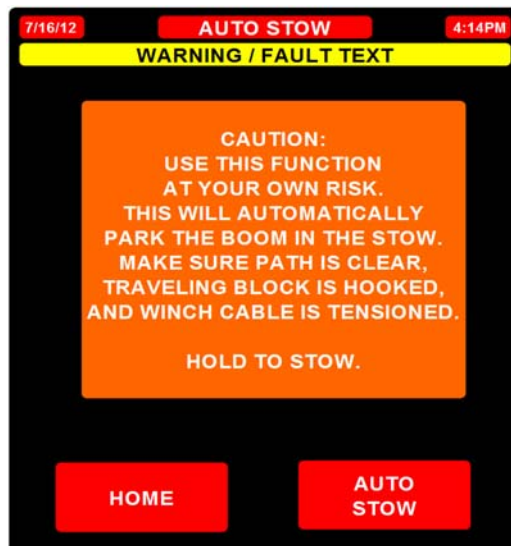 7/16/12 AUTO STOW 4:14PM
WARNING / FAULT TEXT
CAUTION:
USE THIS FUNCTION
AT YOUR OWN RISK.
THIS WILL AUTOMATICALLY
PARK THE BOOM IN THE STOW.
MAKE SURE PATH IS CLEAR,
TRAVELING BLOCK IS HOOKED,
AND WINCH CABLE IS TENSIONED.
HOLD TO STOW.
HOME
AUTO
STOW